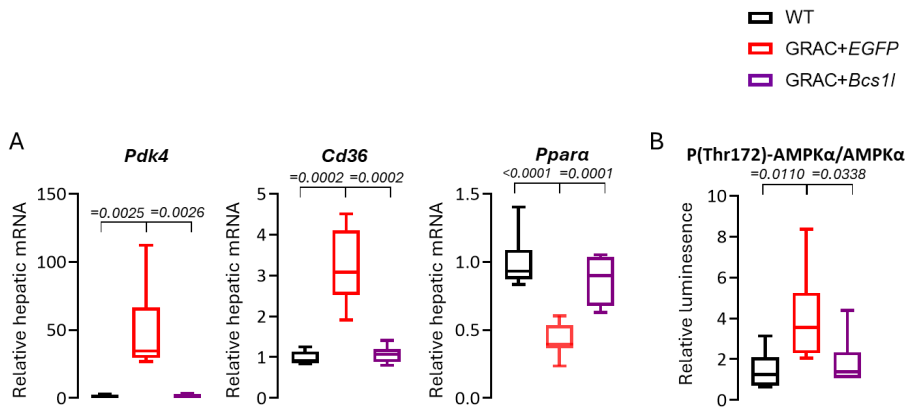 WT
GRAC+EGFP
GRAC+Bcs1l
A
Pdk4
=0.0025 =0.0026
Relative hepatic mRNA
150
100
50
0
Cd36
=0.0002 =0.0002
Relative hepatic mRNA
5
4
3
2
1
0
Pparα
<0.0001 =0.0001
Relative hepatic mRNA
1.5
1.0
0.5
0.0
B
P(Thr172)-AMPKα/AMPKα
=0.0110 =0.0338
Relative luminesence
10
8
6
4
2
0